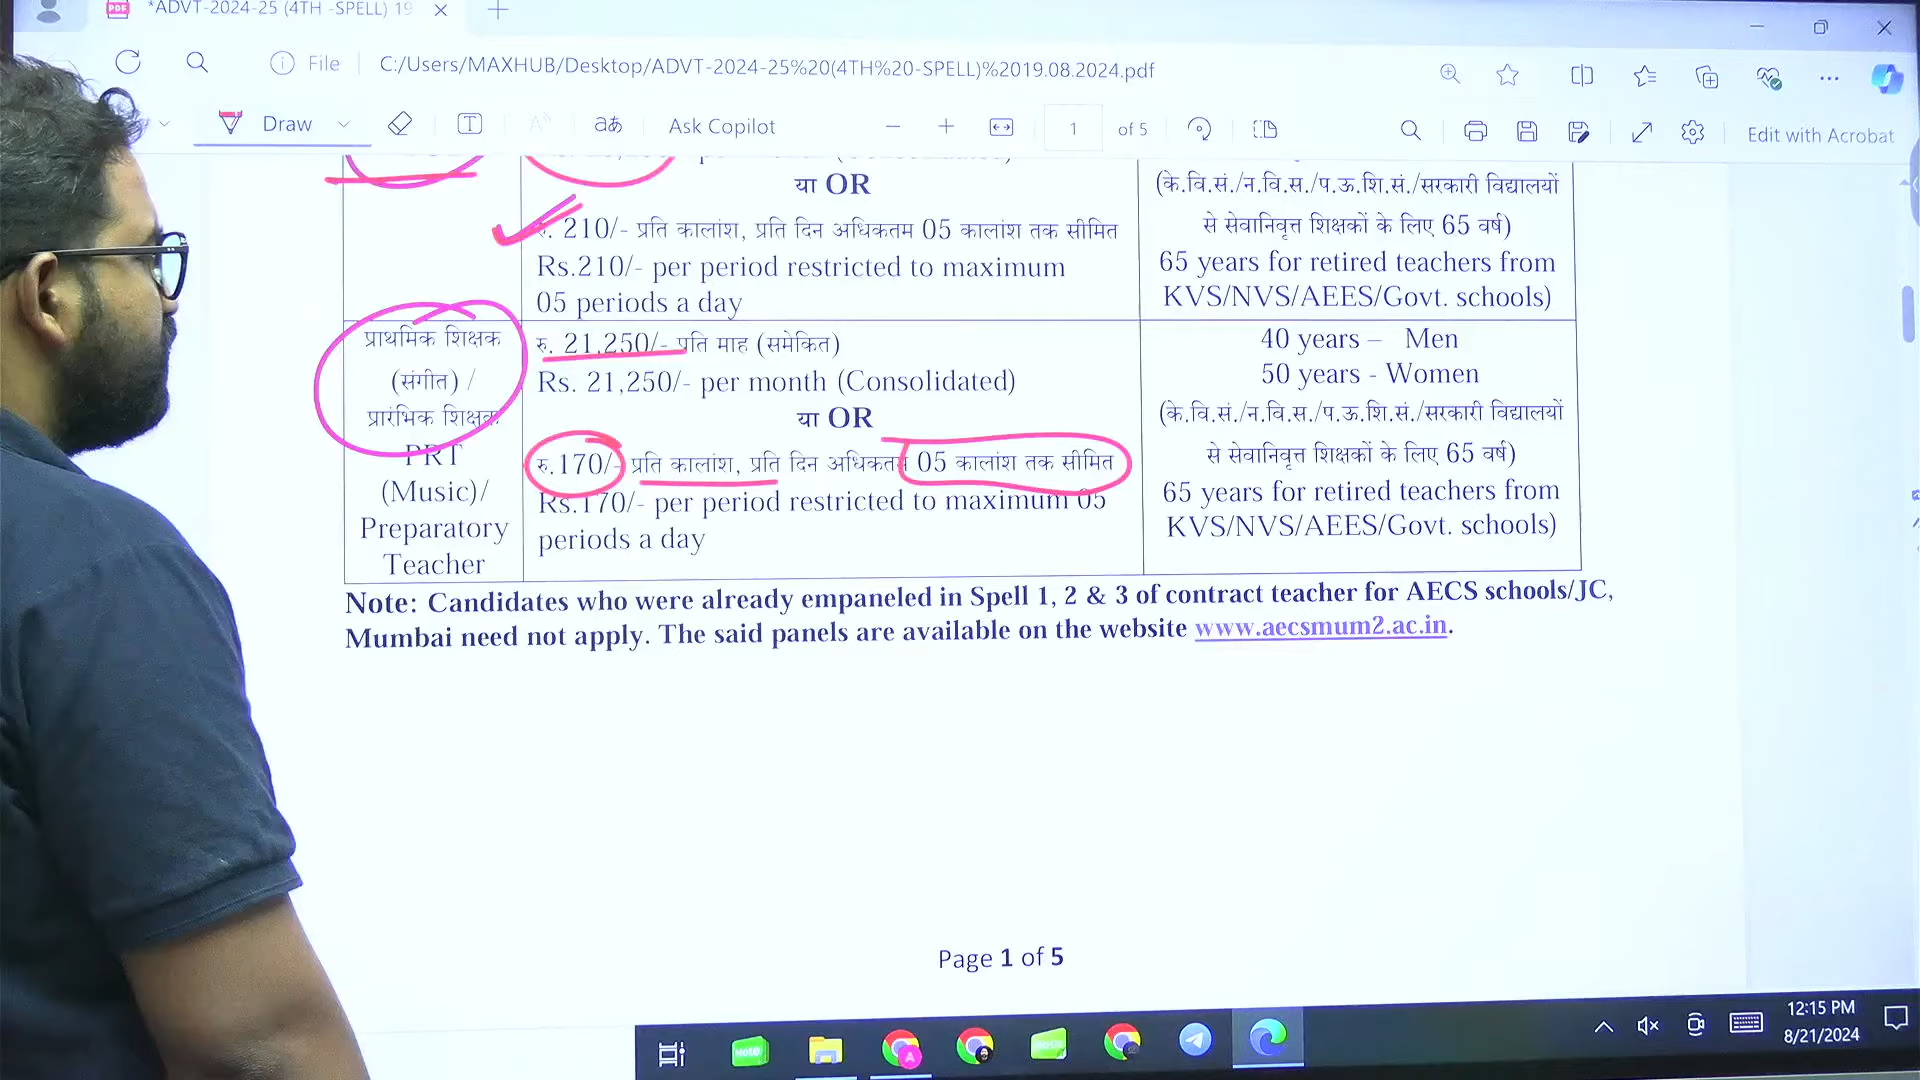 *ADVT-2024-25 (4TH -SPELL) 19
File
C:/Users/MAXHUB/Desktop/ADVT-2024-25%20(4TH%20-SPELL)%2019.08.2024.pdf
Draw
T
aあ
Ask Copilot
1
of 5
Edit with Acrobat
या OR
रु. 210/- प्रति कालांश, प्रति दिन अधिकतम 05 कालांश तक सीमित
Rs.210/- per period restricted to maximum
05 periods a day
(के.वि.सं./न.वि.स./प.ऊ.शि.सं./सरकारी विद्यालयों
से सेवानिवृत्त शिक्षकों के लिए 65 वर्ष)
65 years for retired teachers from
KVS/NVS/AEES/Govt. schools)
प्राथमिक शिक्षक
(संगीत) /
प्रारंभिक शिक्षक
PRT
(Music)/
Preparatory
Teacher
रु. 21,250/- प्रति माह (समेकित)
Rs. 21,250/- per month (Consolidated)
या OR
रु.170/- प्रति कालांश, प्रति दिन अधिकतम 05 कालांश तक सीमित
Rs.170/- per period restricted to maximum 05
periods a day
40 years – Men
50 years - Women
(के.वि.सं./न.वि.स./प.ऊ.शि.सं./सरकारी विद्यालयों
से सेवानिवृत्त शिक्षकों के लिए 65 वर्ष)
65 years for retired teachers from
KVS/NVS/AEES/Govt. schools)
Note: Candidates who were already empaneled in Spell 1, 2 & 3 of contract teacher for AECS schools/JC,
Mumbai need not apply. The said panels are available on the website www.aecsmum2.ac.in.
Page 1 of 5
12:15 PM
8/21/2024